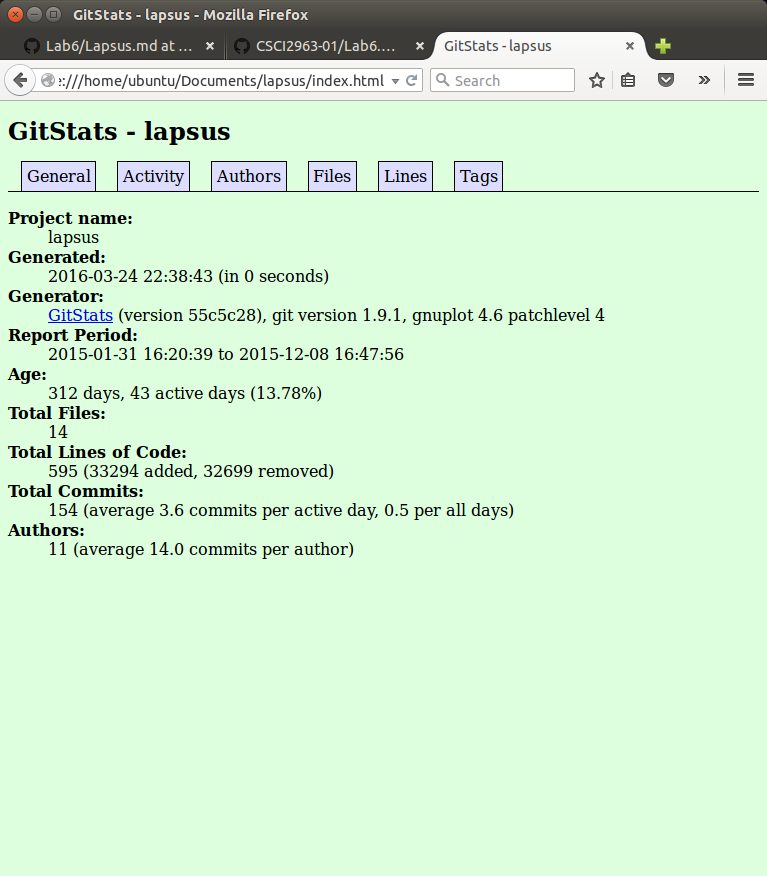 GitStats - lapsus - Mozilla Firefox
Lab6/Lapsus.md at ...
CSCI2963-01/Lab6....
GitStats - lapsus
:///home/ubuntu/Documents/lapsus/index.html
Search
GitStats - lapsus
General
Activity
Authors
Files
Lines
Tags
Project name:
lapsus
Generated:
2016-03-24 22:38:43 (in 0 seconds)
Generator:
GitStats (version 55c5c28), git version 1.9.1, gnuplot 4.6 patchlevel 4
Report Period:
2015-01-31 16:20:39 to 2015-12-08 16:47:56
Age:
312 days, 43 active days (13.78%)
Total Files:
14
Total Lines of Code:
595 (33294 added, 32699 removed)
Total Commits:
154 (average 3.6 commits per active day, 0.5 per all days)
Authors:
11 (average 14.0 commits per author)